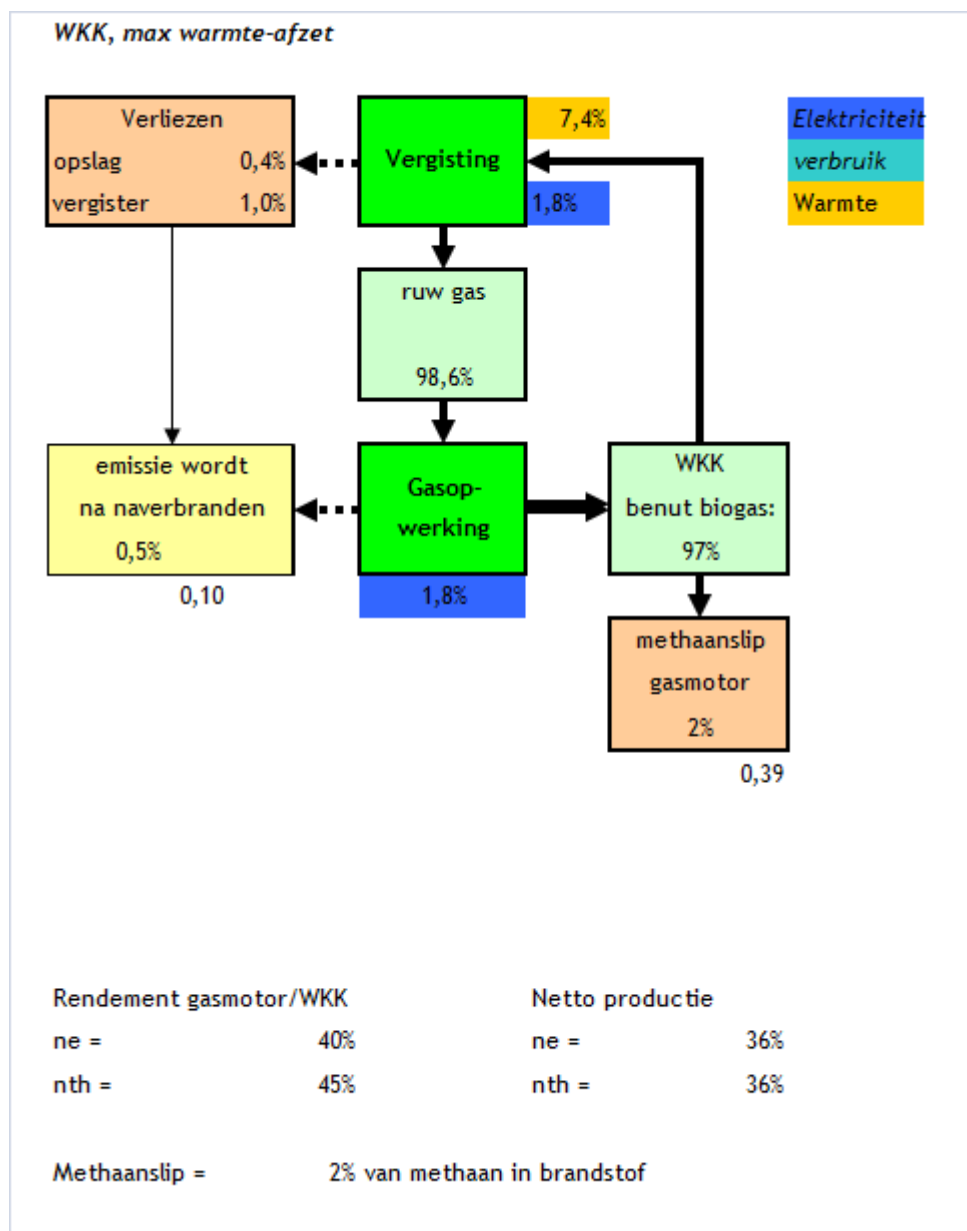 WKK, max warmte-afzet
Verliezen
opslag 0,4%
vergister 1,0%
Vergisting
7,4%
1,8%
Elektriciteit
verbruik
Warmte
ruw gas
98,6%
emissie wordt
na naverbranden
0,5%
0,10
Gasop-
werking
1,8%
WKK
benut biogas:
97%
methaanslip
gasmotor
2%
0,39
Rendement gasmotor/WKK
ne = 40%
nth = 45%
Netto productie
ne = 36%
nth = 36%
Methaanslip = 2% van methaan in brandstof